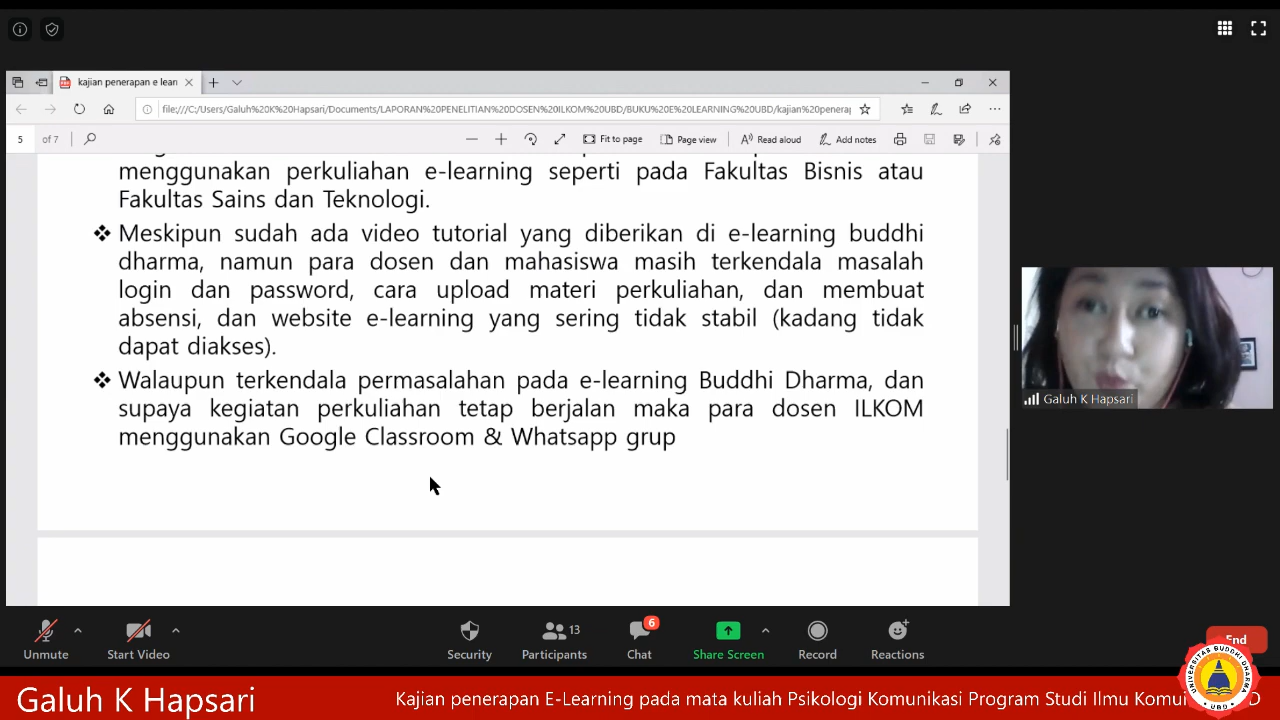 kajian penerapan e lean
file:///C:/Users/Galuh%20K%20Hapsari/Documents/LAPORAN%20PENELITIAN%20DOSEN%20ILKOM%20UBD/BUKU%20E%20LEARNING%20UBD/kajian%20penerap
5 of 7
Fit to page
Page view
Read aloud
Add notes
menggunakan perkuliahan e-learning seperti pada Fakultas Bisnis atau
Fakultas Sains dan Teknologi.
❖ Meskipun sudah ada video tutorial yang diberikan di e-learning buddhi
dharma, namun para dosen dan mahasiswa masih terkendala masalah
login dan password, cara upload materi perkuliahan, dan membuat
absensi, dan website e-learning yang sering tidak stabil (kadang tidak
dapat diakses).
❖ Walaupun terkendala permasalahan pada e-learning Buddhi Dharma, dan
supaya kegiatan perkuliahan tetap berjalan maka para dosen ILKOM
menggunakan Google Classroom & Whatsapp grup
Galuh K Hapsari
Unmute
Start Video
Security
13
Participants
6
Chat
Share Screen
Record
Reactions
End
UNIVERSITAS BUDDHI DHARMA
UBD
Galuh K Hapsari
Kajian penerapan E-Learning pada mata kuliah Psikologi Komunikasi Program Studi Ilmu Komu